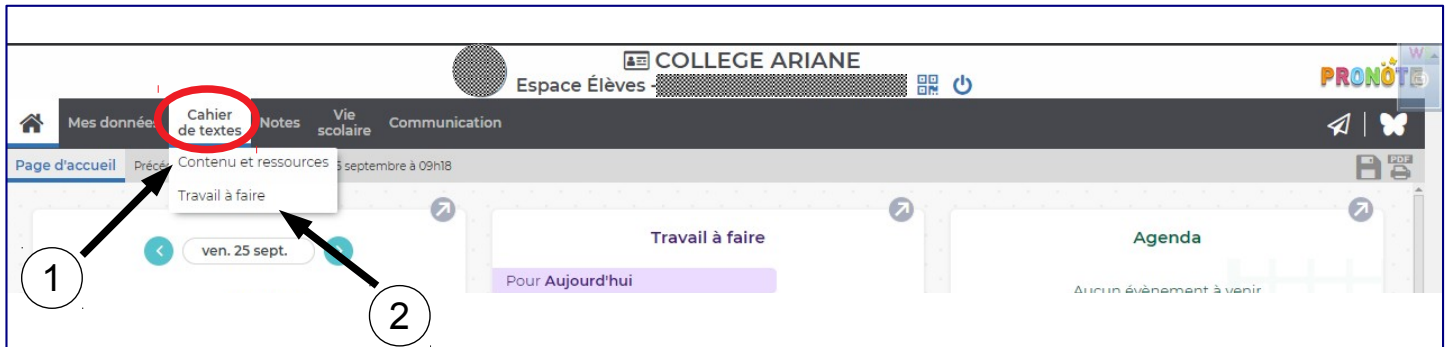 COLLEGE ARIANE
Espace Élèves -
PRONOTE
W
Mes données
Cahier de textes
Notes
Vie scolaire
Communication
Page d'accueil
septembre à 09h18
PDF
Contenu et ressources
Travail à faire
ven. 25 sept.
Travail à faire
Pour Aujourd'hui
Agenda
Aucun évènement à venir
1
2